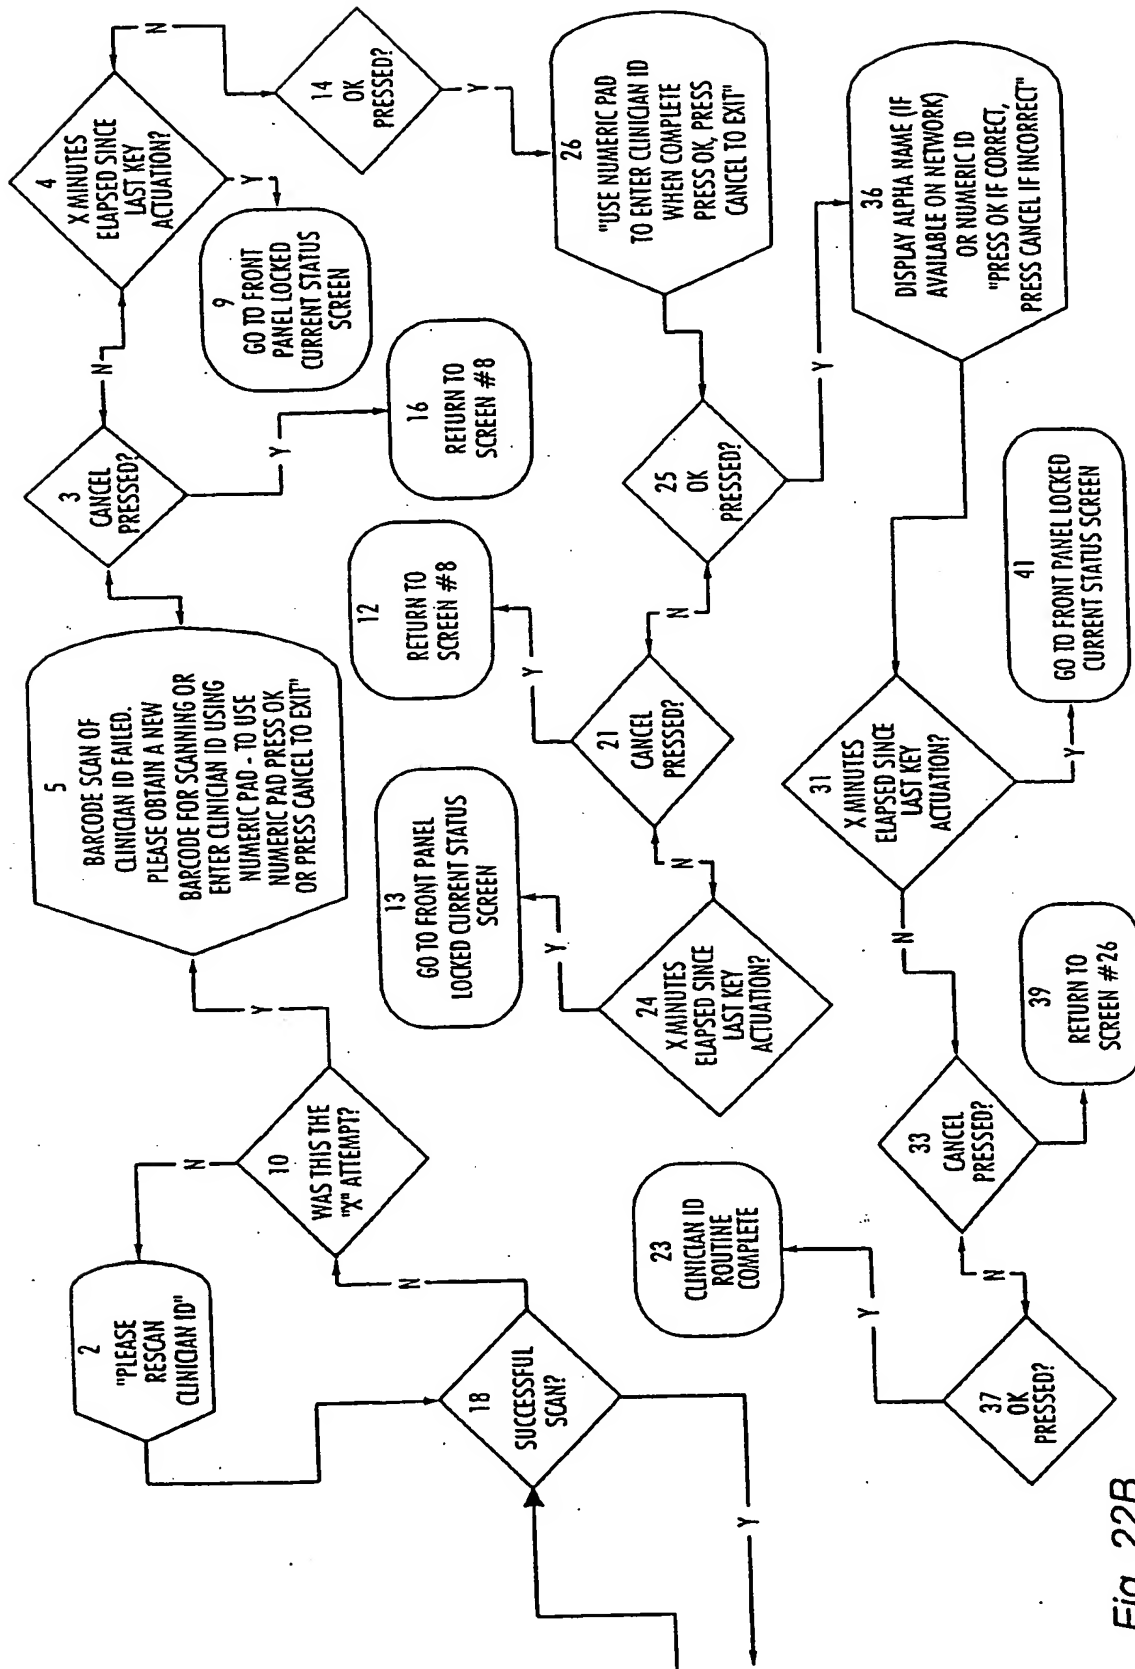 2
"PLEASE
RESCAN
CLINICIAN ID"
18
SUCCESSFUL
SCAN?
N
Y
10
WAS THIS THE
"X" ATTEMPT?
N
Y
5
BARCODE SCAN OF
CLINICIAN ID FAILED.
PLEASE OBTAIN A NEW
BARCODE FOR SCANNING OR
ENTER CLINICIAN ID USING
NUMERIC PAD - TO USE
NUMERIC PAD PRESS OK
OR PRESS CANCEL TO EXIT"
3
CANCEL
PRESSED?
N
Y
4
X MINUTES
ELAPSED SINCE
LAST KEY
ACTUATION?
N
Y
9
GO TO FRONT
PANEL LOCKED
CURRENT STATUS
SCREEN
16
RETURN TO
SCREEN #8
14
OK
PRESSED?
Y
26
"USE NUMERIC PAD
TO ENTER CLINICIAN ID
WHEN COMPLETE
PRESS OK, PRESS
CANCEL TO EXIT"
25
OK
PRESSED?
N
Y
21
CANCEL
PRESSED?
N
Y
12
RETURN TO
SCREEN #8
13
GO TO FRONT PANEL
LOCKED CURRENT STATUS
SCREEN
24
X MINUTES
ELAPSED SINCE
LAST KEY
ACTUATION?
Y
36
DISPLAY ALPHA NAME (IF
AVAILABLE ON NETWORK)
OR NUMERIC ID
"PRESS OK IF CORRECT,
PRESS CANCEL IF INCORRECT"
31
X MINUTES
ELAPSED SINCE
LAST KEY
ACTUATION?
N
Y
41
GO TO FRONT PANEL LOCKED
CURRENT STATUS SCREEN
33
CANCEL
PRESSED?
N
39
RETURN TO
SCREEN #26
37
OK
PRESSED?
Y
23
CLINICIAN ID
ROUTINE
COMPLETE
Fig. 22B